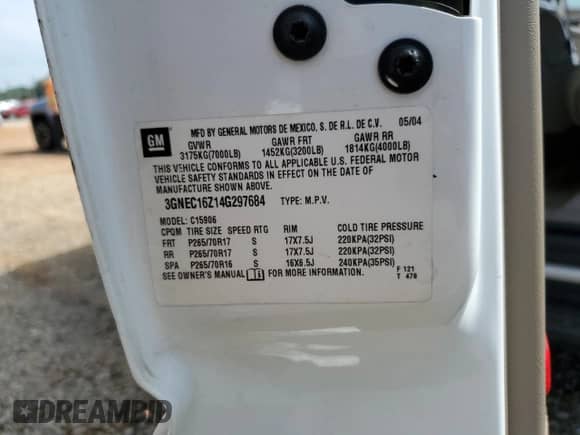 MFD BY GENERAL MOTORS DE MEXICO, S. DE R.L. DE C.V. 05/04
GM
GVWR GAWR FRT GAWR RR
3175KG(7000LB) 1452KG(3200LB) 1814KG(4000LB)
THIS VEHICLE CONFORMS TO ALL APPLICABLE U.S. FEDERAL MOTOR
VEHICLE SAFETY STANDARDS IN EFFECT ON THE DATE OF
MANUFACTURE SHOWN ABOVE.
3GNEC16Z14G297684 TYPE: M.P.V.
MODEL: C15906
CPQM TIRE SIZE SPEED RTG RIM COLD TIRE PRESSURE
FRT P265/70R17 S 17X7.5J 220KPA(32PSI)
RR P265/70R17 S 17X7.5J 220KPA(32PSI)
SPA P265/70R16 S 16X6.5J 240KPA(35PSI)
SEE OWNER'S MANUAL FOR MORE INFORMATION.
F 121
T 476
DREAMBID